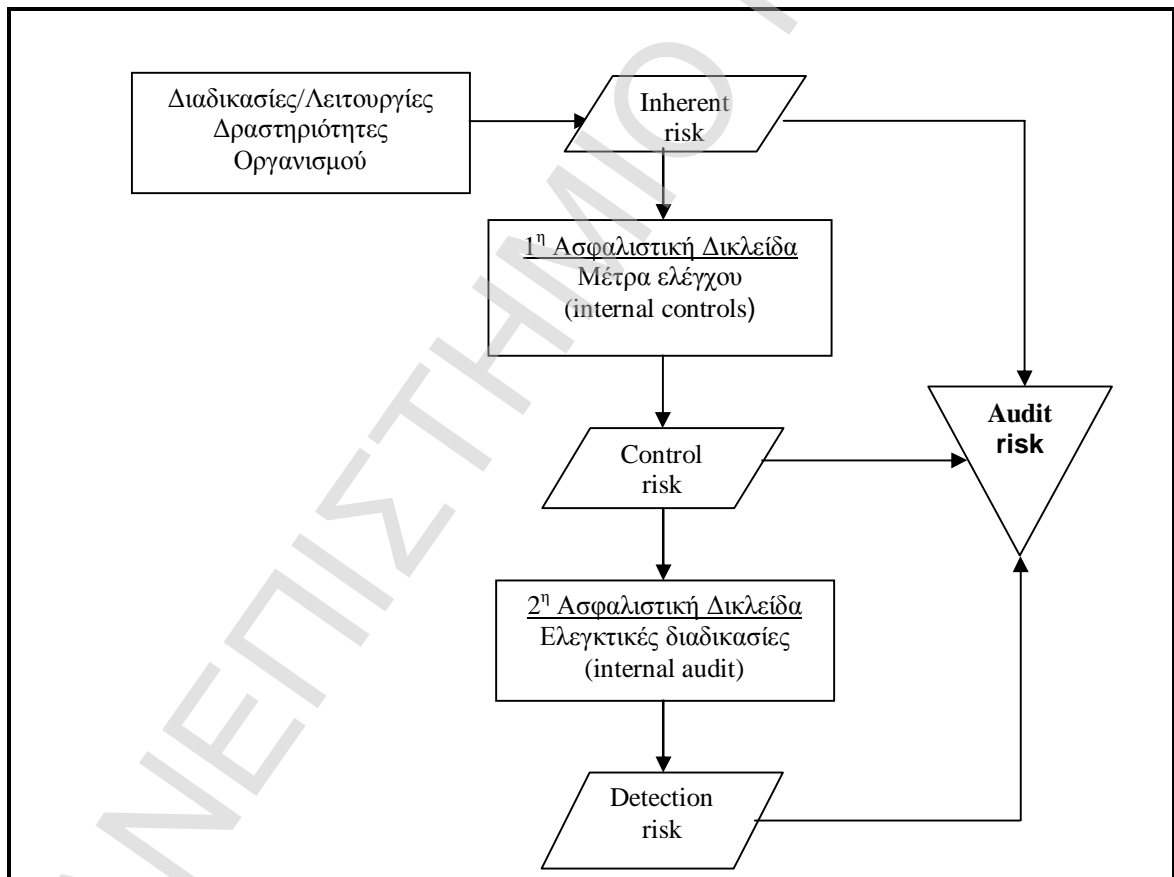 Διαδικασίες/Λειτουργίες
Δραστηριότητες
Οργανισμού
Inherent
risk
1η Ασφαλιστική Δικλείδα
Μέτρα ελέγχου
(internal controls)
Audit
risk
Control
risk
2η Ασφαλιστική Δικλείδα
Ελεγκτικές διαδικασίες
(internal audit)
Detection
risk
ΝΕΠΙΣΤΗΜΙΟ